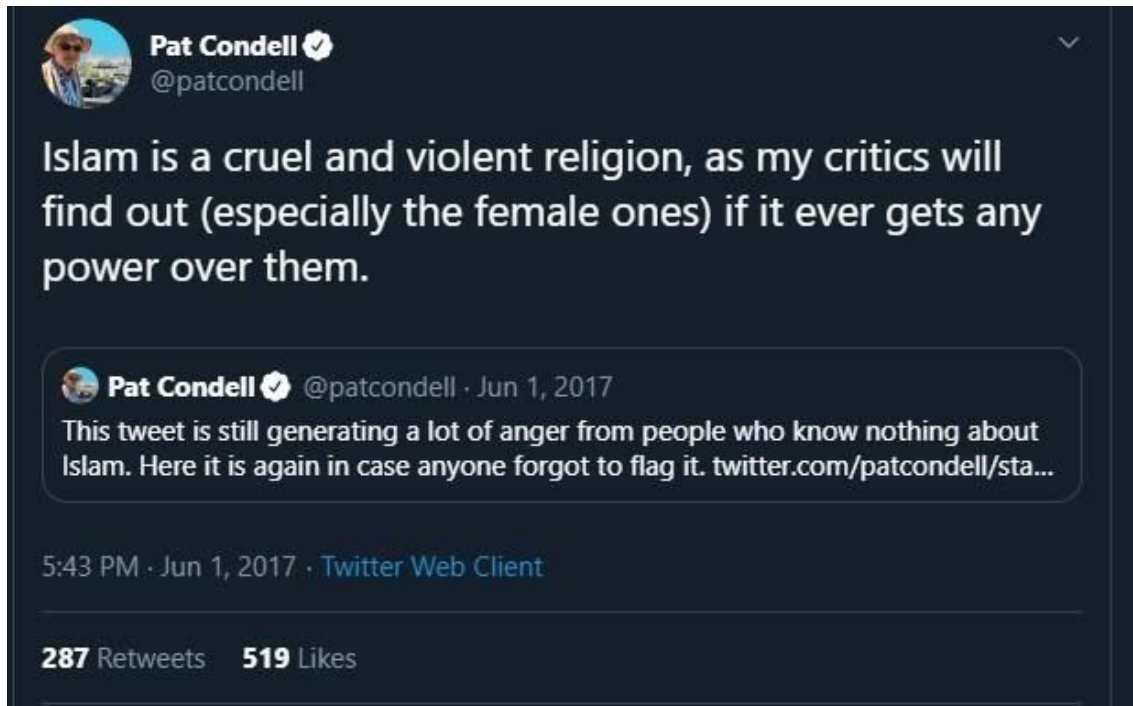 Pat Condell
@patcondell
Islam is a cruel and violent religion, as my critics will
find out (especially the female ones) if it ever gets any
power over them.
Pat Condell @patcondell · Jun 1, 2017
This tweet is still generating a lot of anger from people who know nothing about
Islam. Here it is again in case anyone forgot to flag it. twitter.com/patcondell/sta...
5:43 PM · Jun 1, 2017 · Twitter Web Client
287 Retweets 519 Likes